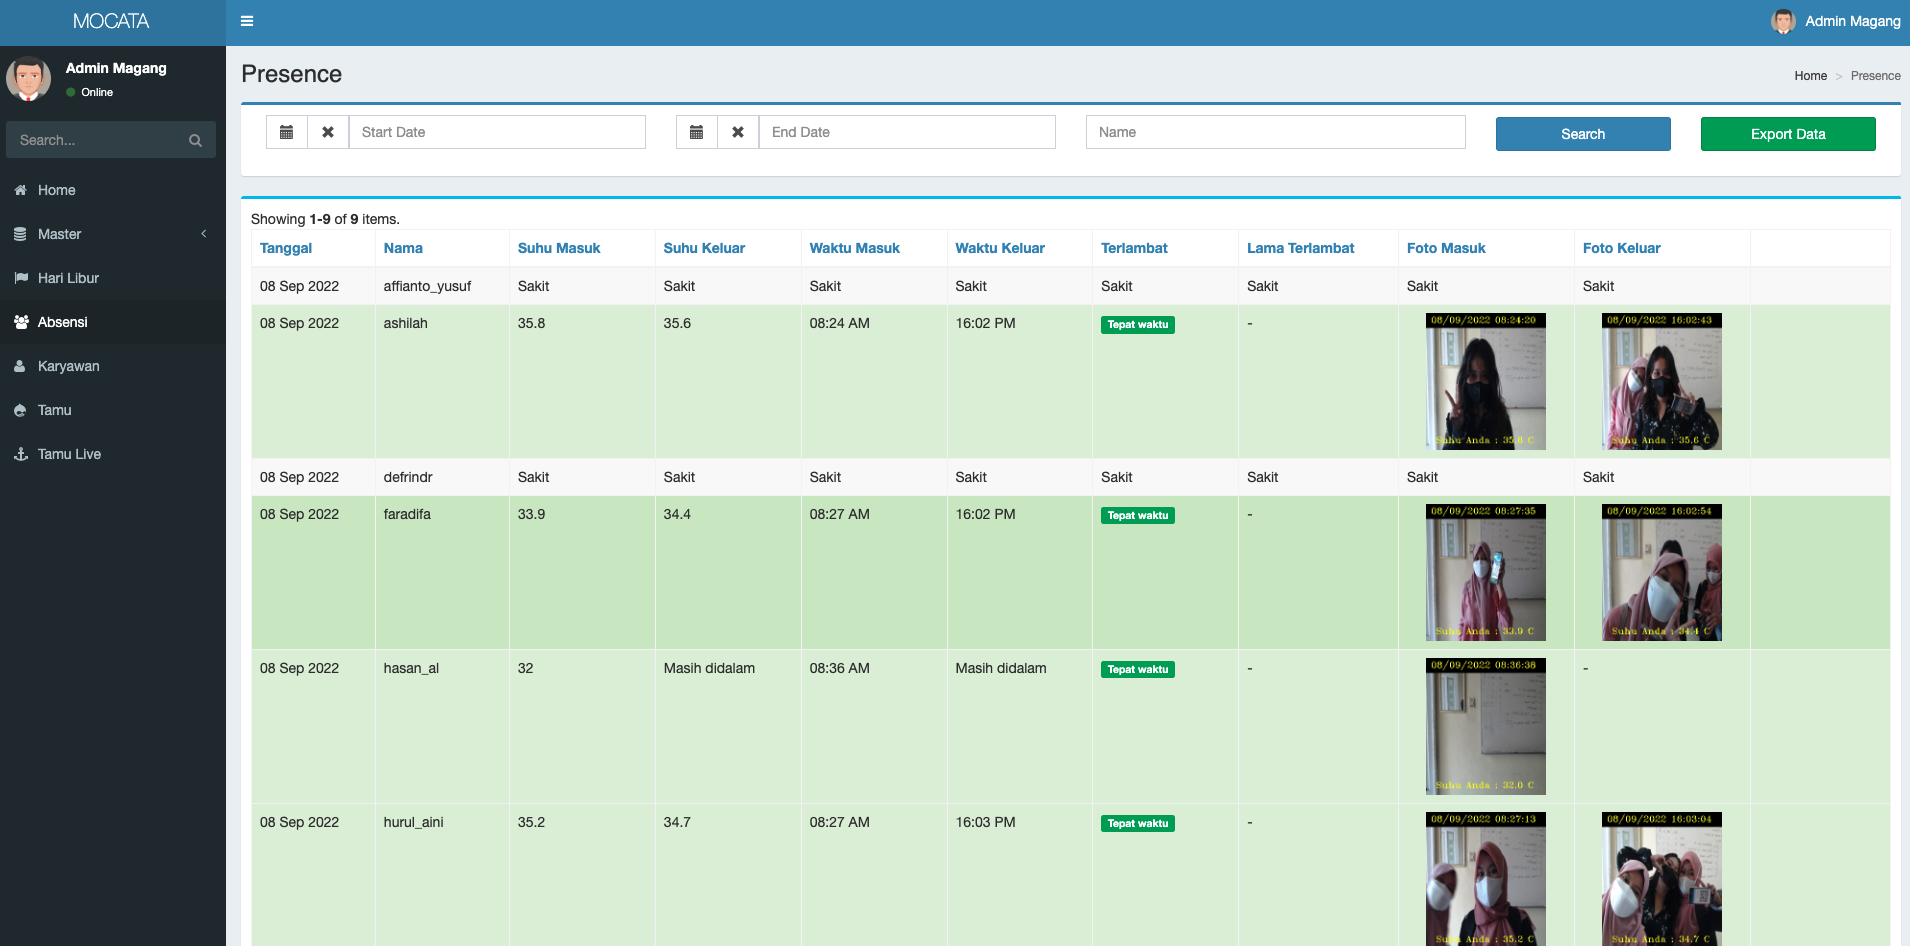 MOCATA
Admin Magang
Admin Magang
Online
Search...
Home
Master
Hari Libur
Absensi
Karyawan
Tamu
Tamu Live
Presence
Home > Presence
Start Date End Date Name Search Export Data
Showing 1-9 of 9 items.
Tanggal Nama Suhu Masuk Suhu Keluar Waktu Masuk Waktu Keluar Terlambat Lama Terlambat Foto Masuk Foto Keluar
08 Sep 2022 affianto_yusuf Sakit Sakit Sakit Sakit Sakit Sakit Sakit Sakit
08 Sep 2022 ashilah 35.8 35.6 08:24 AM 16:02 PM Tepat waktu -
08/09/2022 08:24:20 08/09/2022 16:02:43
Suhu Anda : 35.8 C Suhu Anda : 35.6 C
08 Sep 2022 defrindr Sakit Sakit Sakit Sakit Sakit Sakit Sakit Sakit
08 Sep 2022 faradifa 33.9 34.4 08:27 AM 16:02 PM Tepat waktu -
08/09/2022 08:27:35 08/09/2022 16:02:54
Suhu Anda : 33.9 C Suhu Anda : 34.4 C
08 Sep 2022 hasan_al 32 Masih didalam 08:36 AM Masih didalam Tepat waktu - -
08/09/2022 08:36:38
Suhu Anda : 32.0 C
08 Sep 2022 hurul_aini 35.2 34.7 08:27 AM 16:03 PM Tepat waktu -
08/09/2022 08:27:13 08/09/2022 16:03:04
Suhu Anda : 35.2 C Suhu Anda : 34.7 C